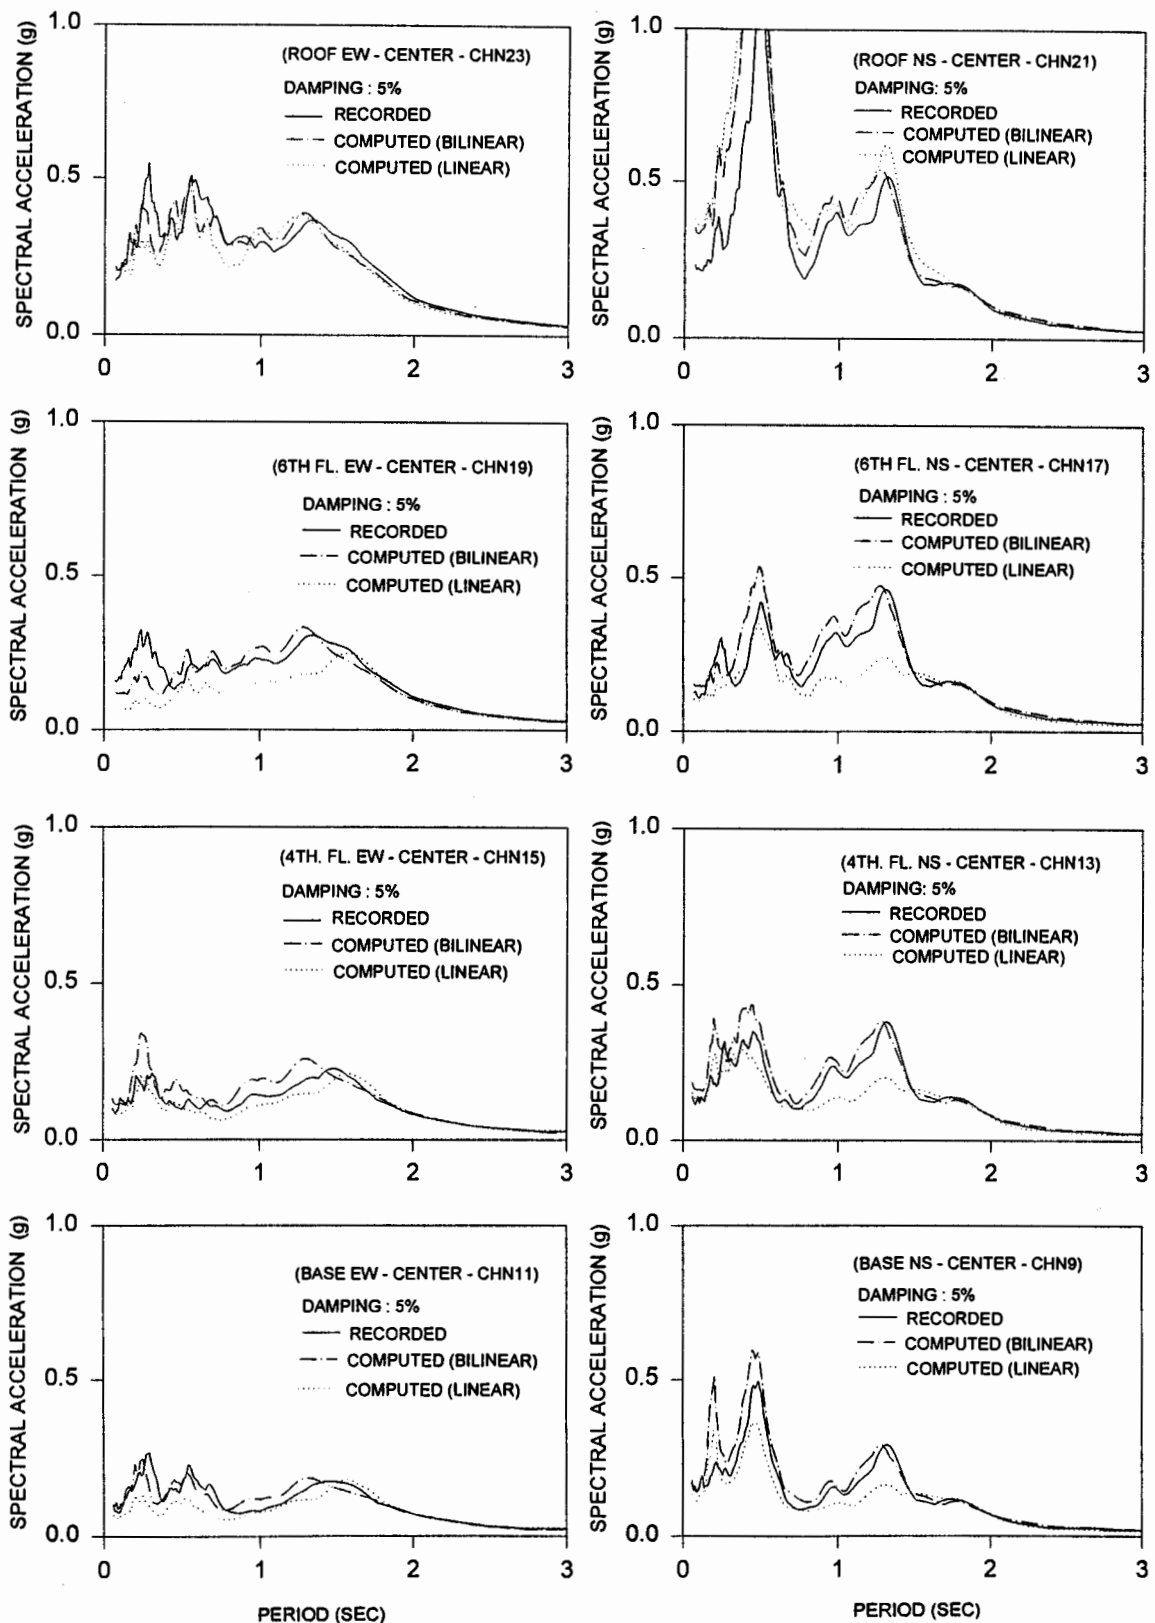 SPECTRAL ACCELERATION (g)
1.0
0.5
0.0
(ROOF EW - CENTER - CHN23)
DAMPING : 5%
RECORDED
COMPUTED (BILINEAR)
COMPUTED (LINEAR)
0 1 2 3
SPECTRAL ACCELERATION (g)
1.0
0.5
0.0
(ROOF NS - CENTER - CHN21)
DAMPING: 5%
RECORDED
COMPUTED (BILINEAR)
COMPUTED (LINEAR)
0 1 2 3
SPECTRAL ACCELERATION (g)
1.0
0.5
0.0
(6TH FL. EW - CENTER - CHN19)
DAMPING : 5%
RECORDED
COMPUTED (BILINEAR)
COMPUTED (LINEAR)
0 1 2 3
SPECTRAL ACCELERATION (g)
1.0
0.5
0.0
(6TH FL. NS - CENTER - CHN17)
DAMPING : 5%
RECORDED
COMPUTED (BILINEAR)
COMPUTED (LINEAR)
0 1 2 3
SPECTRAL ACCELERATION (g)
1.0
0.5
0.0
(4TH. FL. EW - CENTER - CHN15)
DAMPING : 5%
RECORDED
COMPUTED (BILINEAR)
COMPUTED (LINEAR)
0 1 2 3
SPECTRAL ACCELERATION (g)
1.0
0.5
0.0
(4TH. FL. NS - CENTER - CHN13)
DAMPING: 5%
RECORDED
COMPUTED (BILINEAR)
COMPUTED (LINEAR)
0 1 2 3
SPECTRAL ACCELERATION (g)
1.0
0.5
0.0
(BASE EW - CENTER - CHN11)
DAMPING : 5%
RECORDED
COMPUTED (BILINEAR)
COMPUTED (LINEAR)
0 1 2 3
PERIOD (SEC)
SPECTRAL ACCELERATION (g)
1.0
0.5
0.0
(BASE NS - CENTER - CHN9)
DAMPING : 5%
RECORDED
COMPUTED (BILINEAR)
COMPUTED (LINEAR)
0 1 2 3
PERIOD (SEC)